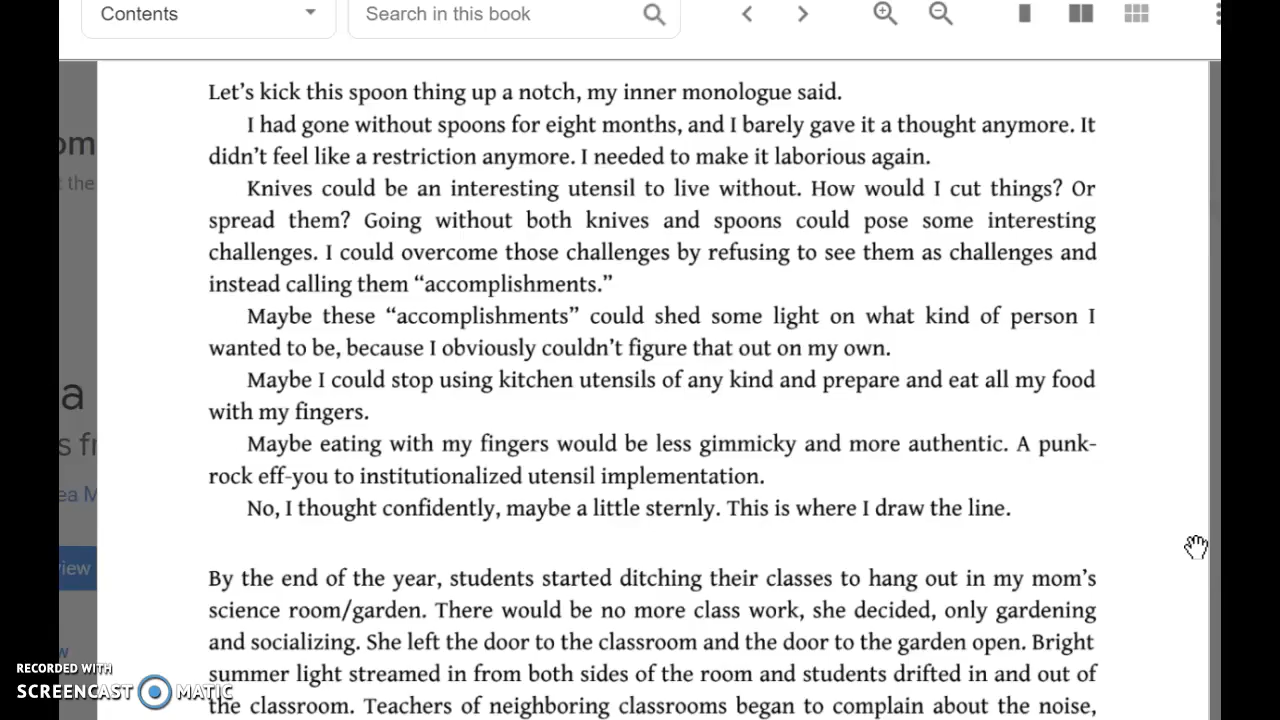 Contents
Search in this book
om
t the
a
s fr
ea M
iew
w
Let's kick this spoon thing up a notch, my inner monologue said.
I had gone without spoons for eight months, and I barely gave it a thought anymore. It
didn't feel like a restriction anymore. I needed to make it laborious again.
Knives could be an interesting utensil to live without. How would I cut things? Or
spread them? Going without both knives and spoons could pose some interesting
challenges. I could overcome those challenges by refusing to see them as challenges and
instead calling them “accomplishments.”
Maybe these “accomplishments” could shed some light on what kind of person I
wanted to be, because I obviously couldn't figure that out on my own.
Maybe I could stop using kitchen utensils of any kind and prepare and eat all my food
with my fingers.
Maybe eating with my fingers would be less gimmicky and more authentic. A punk-
rock eff-you to institutionalized utensil implementation.
No, I thought confidently, maybe a little sternly. This is where I draw the line.
By the end of the year, students started ditching their classes to hang out in my mom's
science room/garden. There would be no more class work, she decided, only gardening
and socializing. She left the door to the classroom and the door to the garden open. Bright
summer light streamed in from both sides of the room and students drifted in and out of
the classroom. Teachers of neighboring classrooms began to complain about the noise,
RECORDED WITH
SCREENCAST MATIC